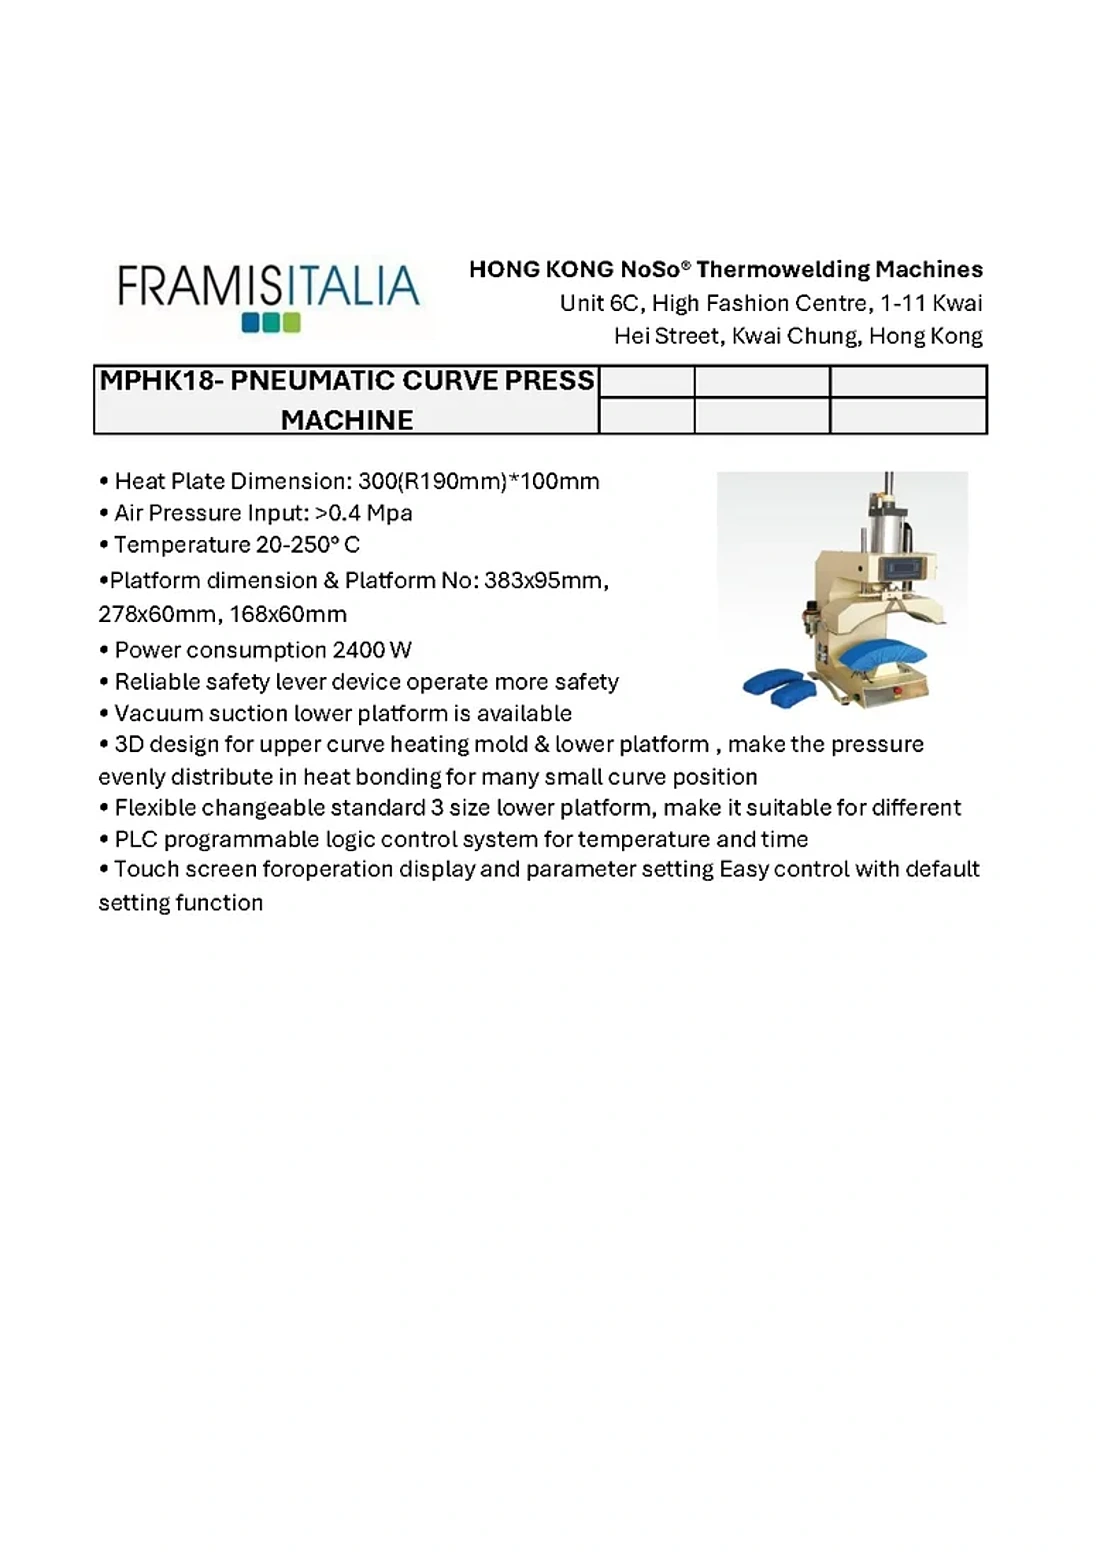 FRAMISITALIA
HONG KONG NoSo® Thermowelding Machines
Unit 6C, High Fashion Centre, 1-11 Kwai
Hei Street, Kwai Chung, Hong Kong
MPHK18- PNEUMATIC CURVE PRESS
MACHINE
• Heat Plate Dimension: 300(R190mm)*100mm
• Air Pressure Input: >0.4 Mpa
• Temperature 20-250° C
•Platform dimension & Platform No: 383x95mm,
278x60mm, 168x60mm
• Power consumption 2400 W
• Reliable safety lever device operate more safety
• Vacuum suction lower platform is available
• 3D design for upper curve heating mold & lower platform , make the pressure
evenly distribute in heat bonding for many small curve position
• Flexible changeable standard 3 size lower platform, make it suitable for different
• PLC programmable logic control system for temperature and time
• Touch screen foroperation display and parameter setting Easy control with default
setting function